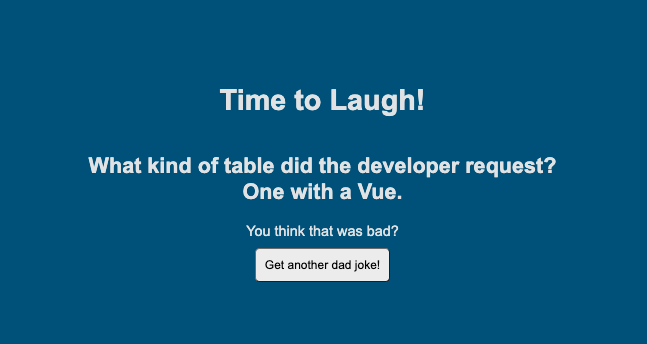 Time to Laugh!
What kind of table did the developer request?
One with a Vue.
You think that was bad?
Get another dad joke!